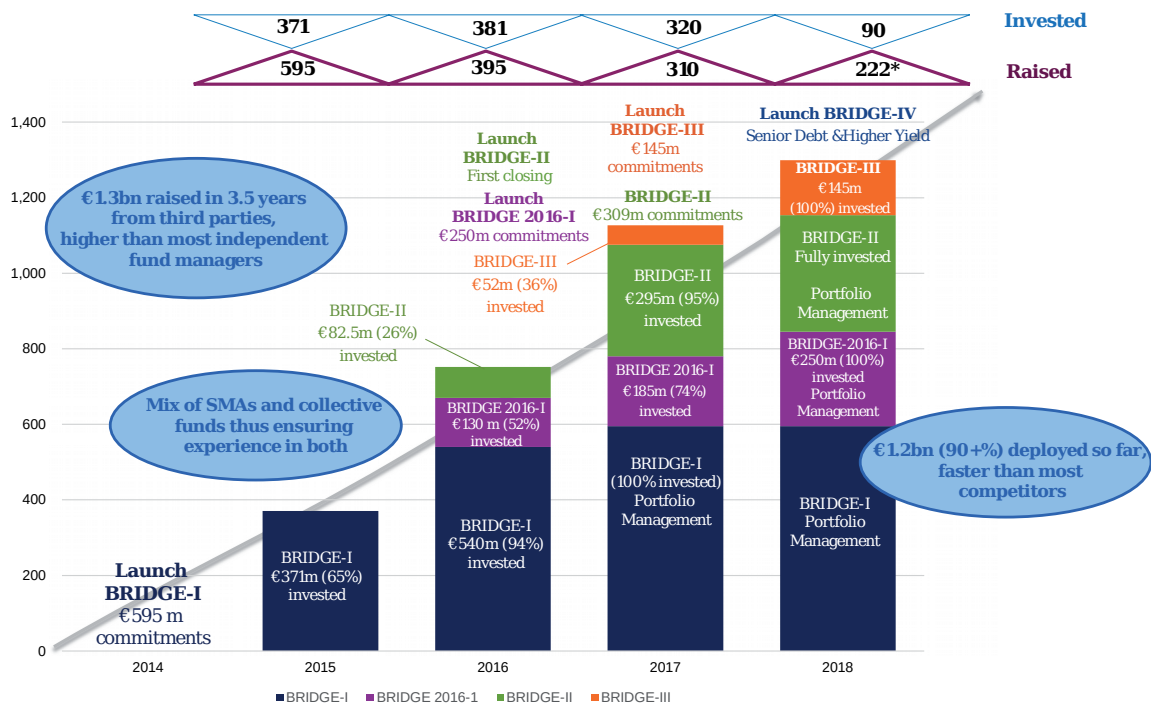 371
381
320
90
Invested
595
395
310
222*
Raised
1,400
1,200
1,000
800
600
400
200
0
€1.3bn raised in 3.5 years
from third parties,
higher than most independent
fund managers
Mix of SMAs and collective
funds thus ensuring
experience in both
€1.2bn (90+%) deployed so far,
faster than most
competitors
Launch
BRIDGE-I
€595 m
commitments
BRIDGE-I
€371m (65%)
invested
BRIDGE-II
€82.5m (26%)
invested
Launch
BRIDGE-II
First closing
Launch
BRIDGE 2016-I
€250m commitments
BRIDGE 2016-I
€130 m (52%)
invested
BRIDGE-I
€540m (94%)
invested
BRIDGE-III
€52m (36%)
invested
Launch
BRIDGE-III
€145m
commitments
BRIDGE-II
€309m commitments
BRIDGE-II
€295m (95%)
invested
BRIDGE 2016-I
€185m (74%)
invested
BRIDGE-I
(100% invested)
Portfolio
Management
Launch BRIDGE-IV
Senior Debt &Higher Yield
BRIDGE-III
€145m
(100%) invested
BRIDGE-II
Fully invested
Portfolio
Management
BRIDGE-2016-I
€250m (100%)
invested
Portfolio
Management
BRIDGE-I
Portfolio
Management
2014
2015
2016
2017
2018
BRIDGE-I
BRIDGE 2016-1
BRIDGE-II
BRIDGE-III